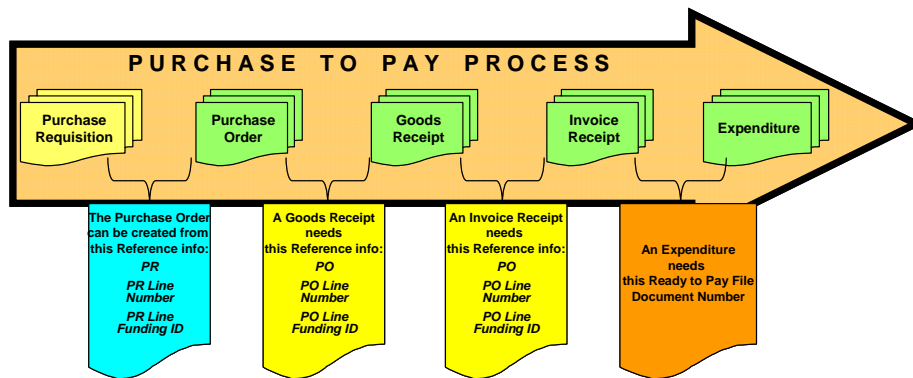 PURCHASE TO PAY PROCESS
Purchase
Requisition
Purchase
Order
Goods
Receipt
Invoice
Receipt
Expenditure
The Purchase Order
can be created from
this Reference info:
PR
PR Line
Number
PR Line
Funding ID
A Goods Receipt
needs
this Reference info:
PO
PO Line
Number
PO Line
Funding ID
An Invoice Receipt
needs
this Reference info:
PO
PO Line
Number
PO Line
Funding ID
An Expenditure
needs
this Ready to Pay File
Document Number